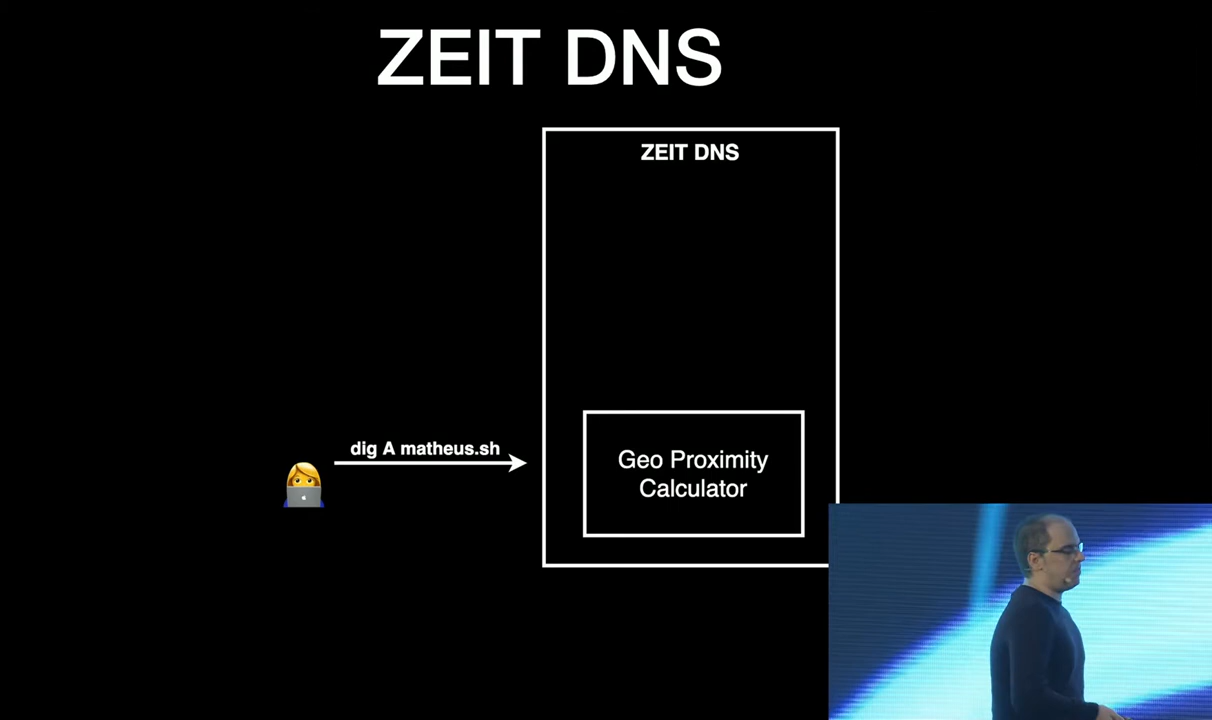 ZEIT DNS
ZEIT DNS
dig A matheus.sh
Geo Proximity
Calculator